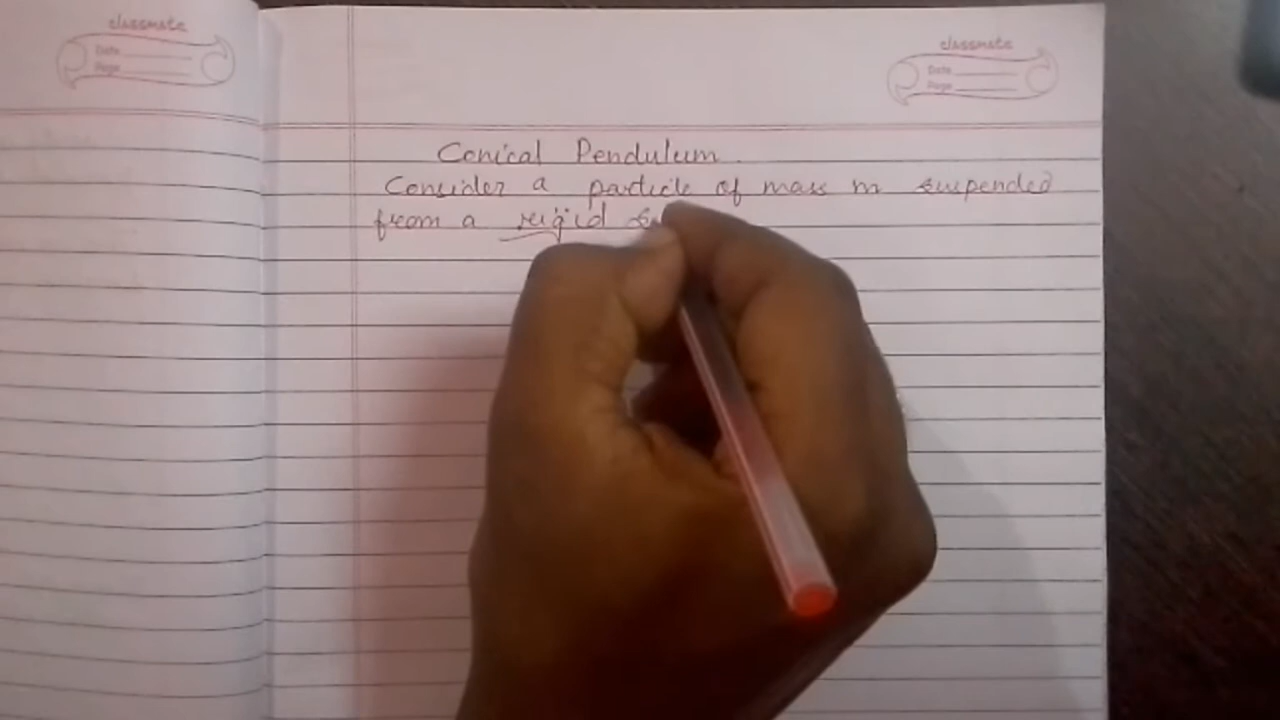 classmate
Date
Page
classmate
Date
Page
Conical Pendulum.
Consider a particle of mass m suspended
from a rigid